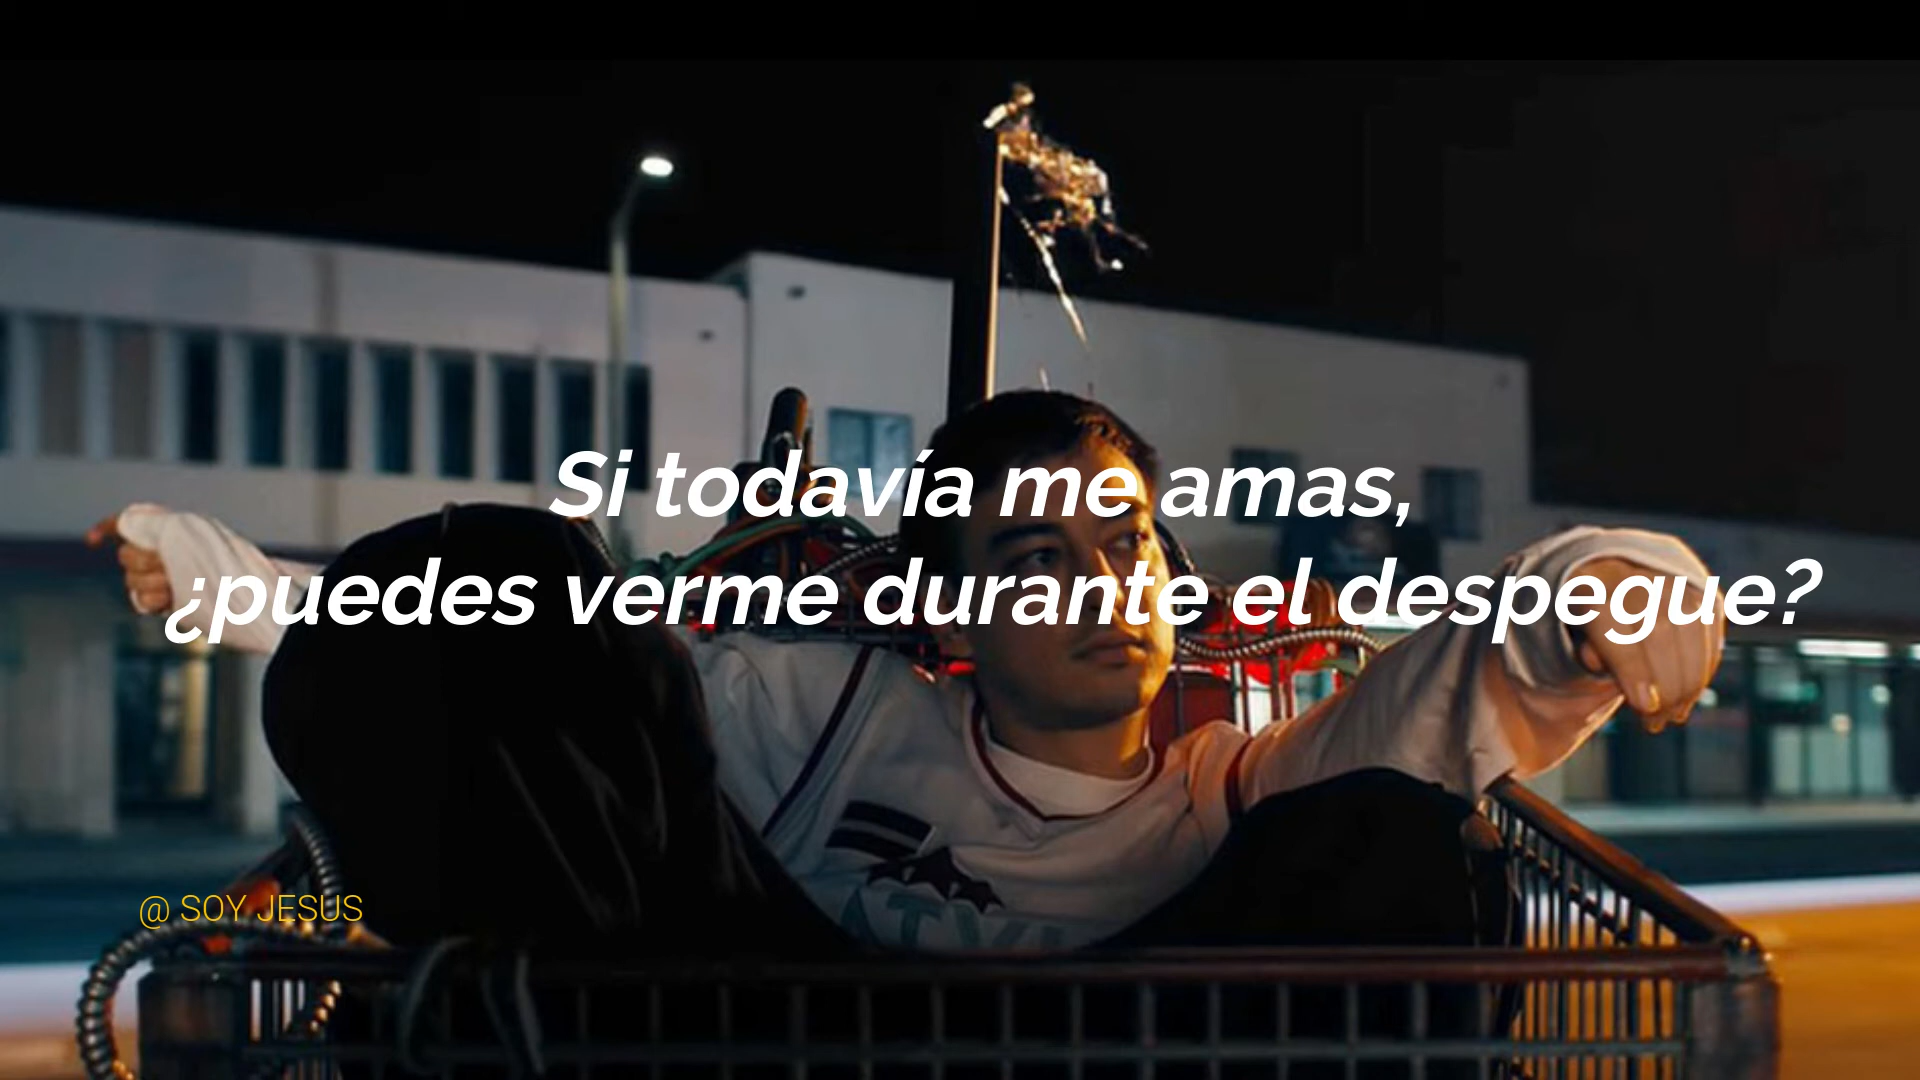 Si todavía me amas,
¿puedes verme durante el despegue?
@ SOY JESUS